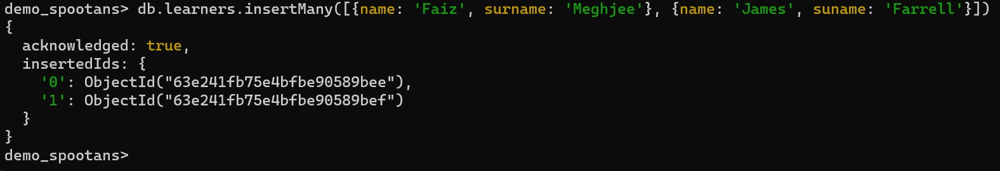 demo_spootans> db.learners.insertMany([{name: 'Faiz', surname: 'Meghjee'}, {name: 'James', suname: 'Farrell'}])
{
  acknowledged: true,
  insertedIds: {
    '0': ObjectId("63e241fb75e4bfbe90589bee"),
    '1': ObjectId("63e241fb75e4bfbe90589bef")
  }
}
demo_spootans>